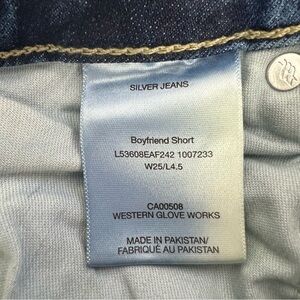 SILVER JEANS
Boyfriend Short
L53608EAF242 1007233
W25/L4.5
CA00508
WESTERN GLOVE WORKS
MADE IN PAKISTAN/
FABRIQUÉ AU PAKISTAN